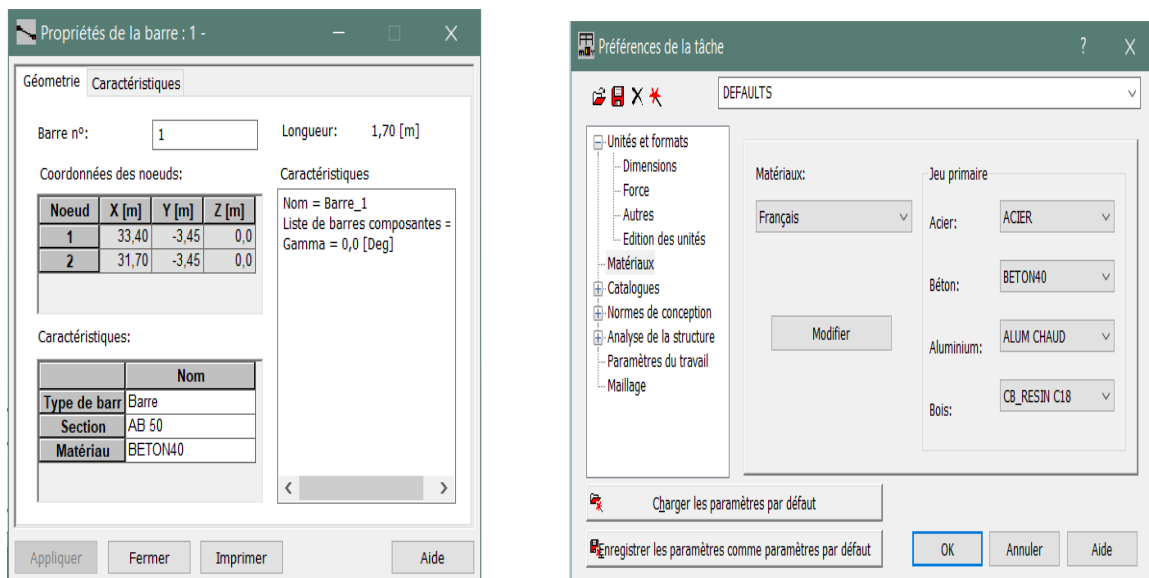 Propriétés de la barre : 1 -
Géometrie
Caractéristiques
Barre n°:
1
Longueur:
1,70 [m]
Coordonnées des noeuds:
Noeud X [m] Y [m] Z [m]
1 33,40 -3,45 0,0
2 31,70 -3,45 0,0
Caractéristiques
Nom = Barre_1
Liste de barres composantes =
Gamma = 0,0 [Deg]
Caractéristiques:
Nom
Type de barr Barre
Section AB 50
Matériau BETON40
Appliquer
Fermer
Imprimer
Aide
Préférences de la tâche
?
DEFAULTS
Unités et formats
Dimensions
Force
Autres
Edition des unités
Matériaux
Catalogues
Normes de conception
Analyse de la structure
Paramètres du travail
Maillage
Matériaux:
Français
Modifier
Jeu primaire
Acier: ACIER
Béton: BETON40
Aluminium: ALUM CHAUD
Bois: CB_RESIN C18
Charger les paramètres par défaut
Enregistrer les paramètres comme paramètres par défaut
OK
Annuler
Aide